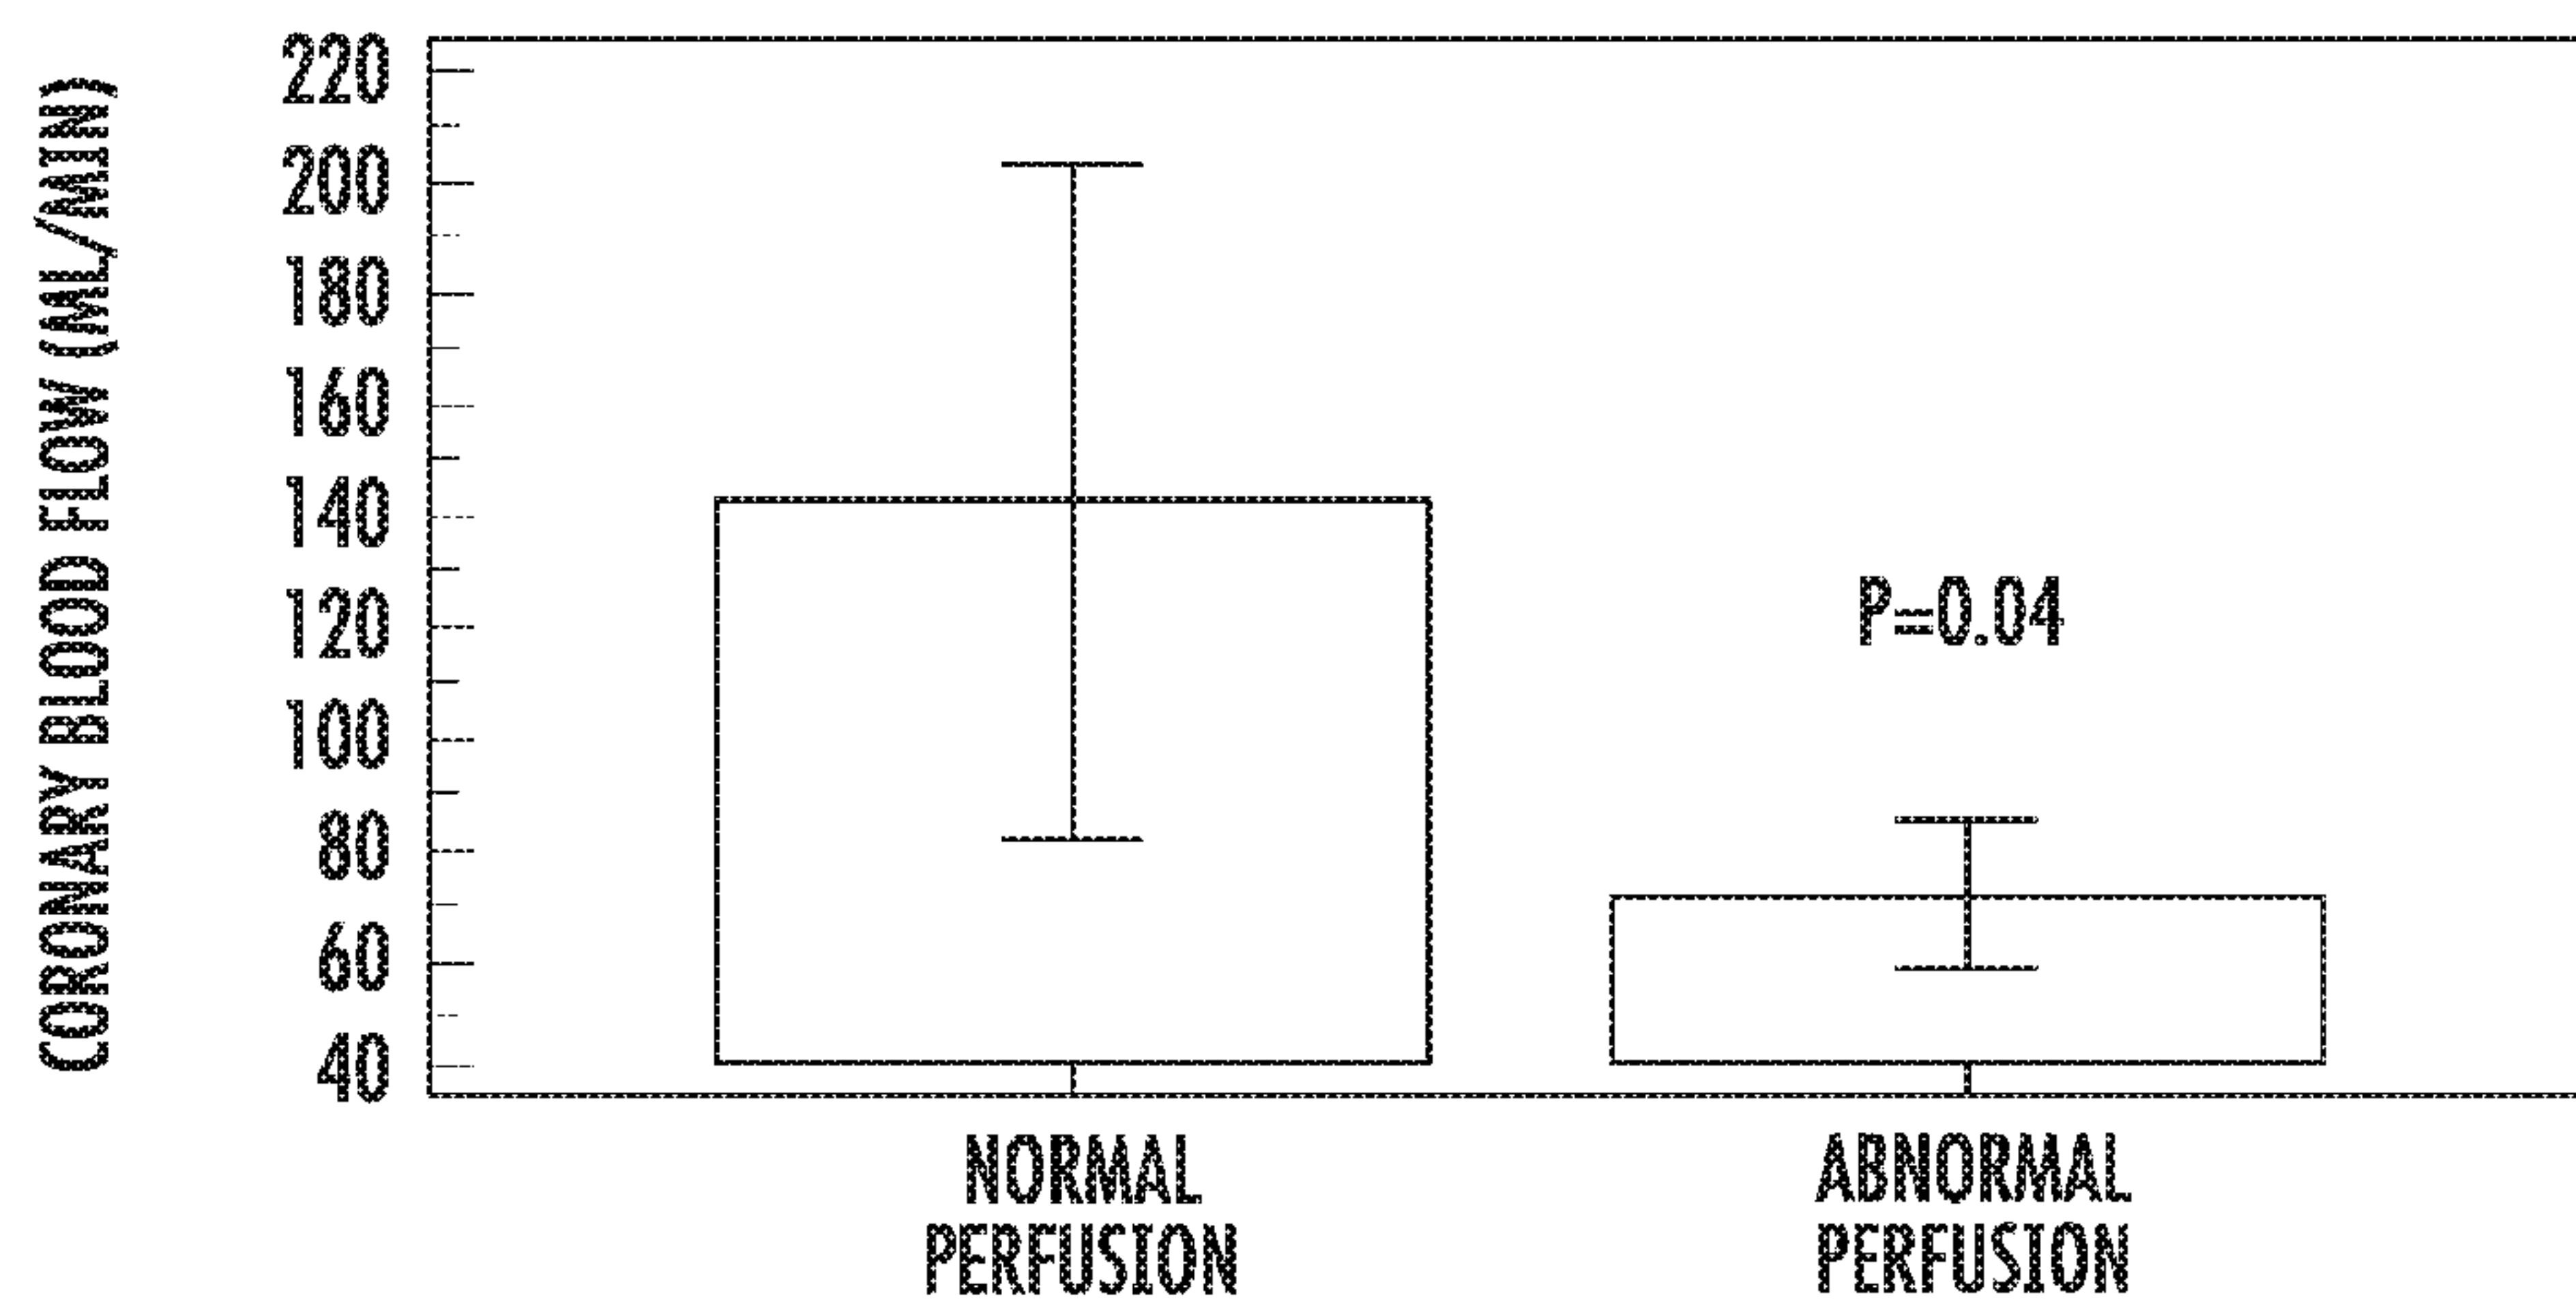 CORONARY BLOOD FLOW (ML/MIN)
220
200
180
160
140
120
100
80
60
40
P=0.04
NORMAL
PERFUSION
ABNORMAL
PERFUSION